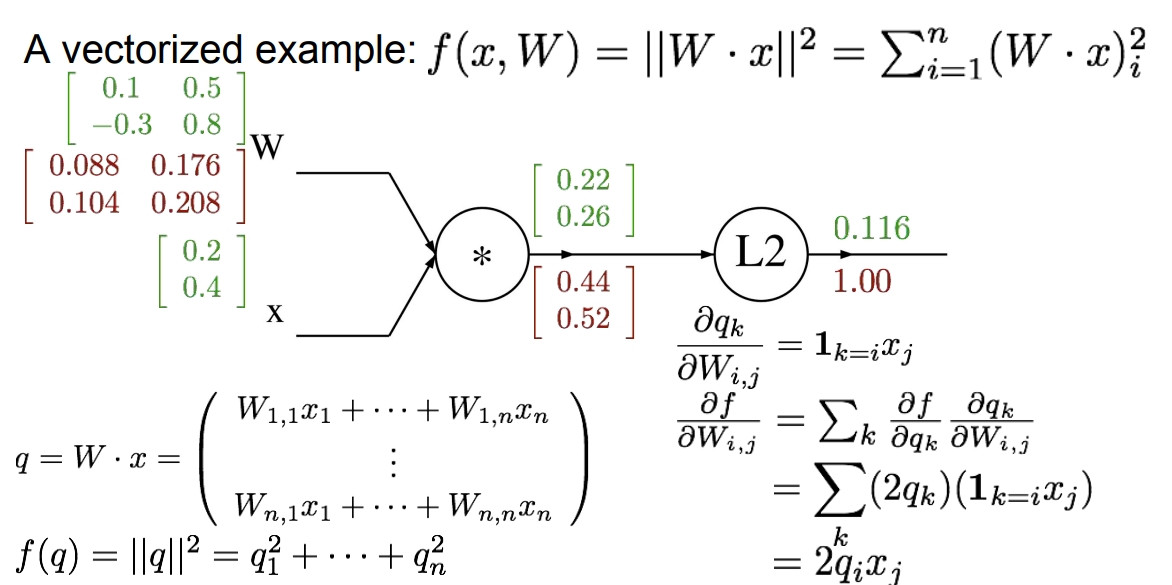 A vectorized example: f(x, W) = ||W · x||² = ∑ⁿᵢ₌₁(W · x)ᵢ²
[ 0.1 0.5
−0.3 0.8 ]
W
[ 0.088 0.176
0.104 0.208 ]
[ 0.2
0.4 ]
x
*
[ 0.22
0.26 ]
[ 0.44
0.52 ]
L2
0.116
1.00
∂qₖ/∂Wᵢ,ⱼ = 𝟏ₖ₌ᵢxⱼ
∂f/∂Wᵢ,ⱼ = ∑ₖ ∂f/∂qₖ ∂qₖ/∂Wᵢ,ⱼ
= ∑ₖ(2qₖ)(𝟏ₖ₌ᵢxⱼ)
= 2qᵢxⱼ
q = W · x = ( W₁,₁x₁ + ··· + W₁,ₙxₙ
⋮
Wₙ,₁x₁ + ··· + Wₙ,ₙxₙ )
f(q) = ||q||² = q₁² + ··· + qₙ²